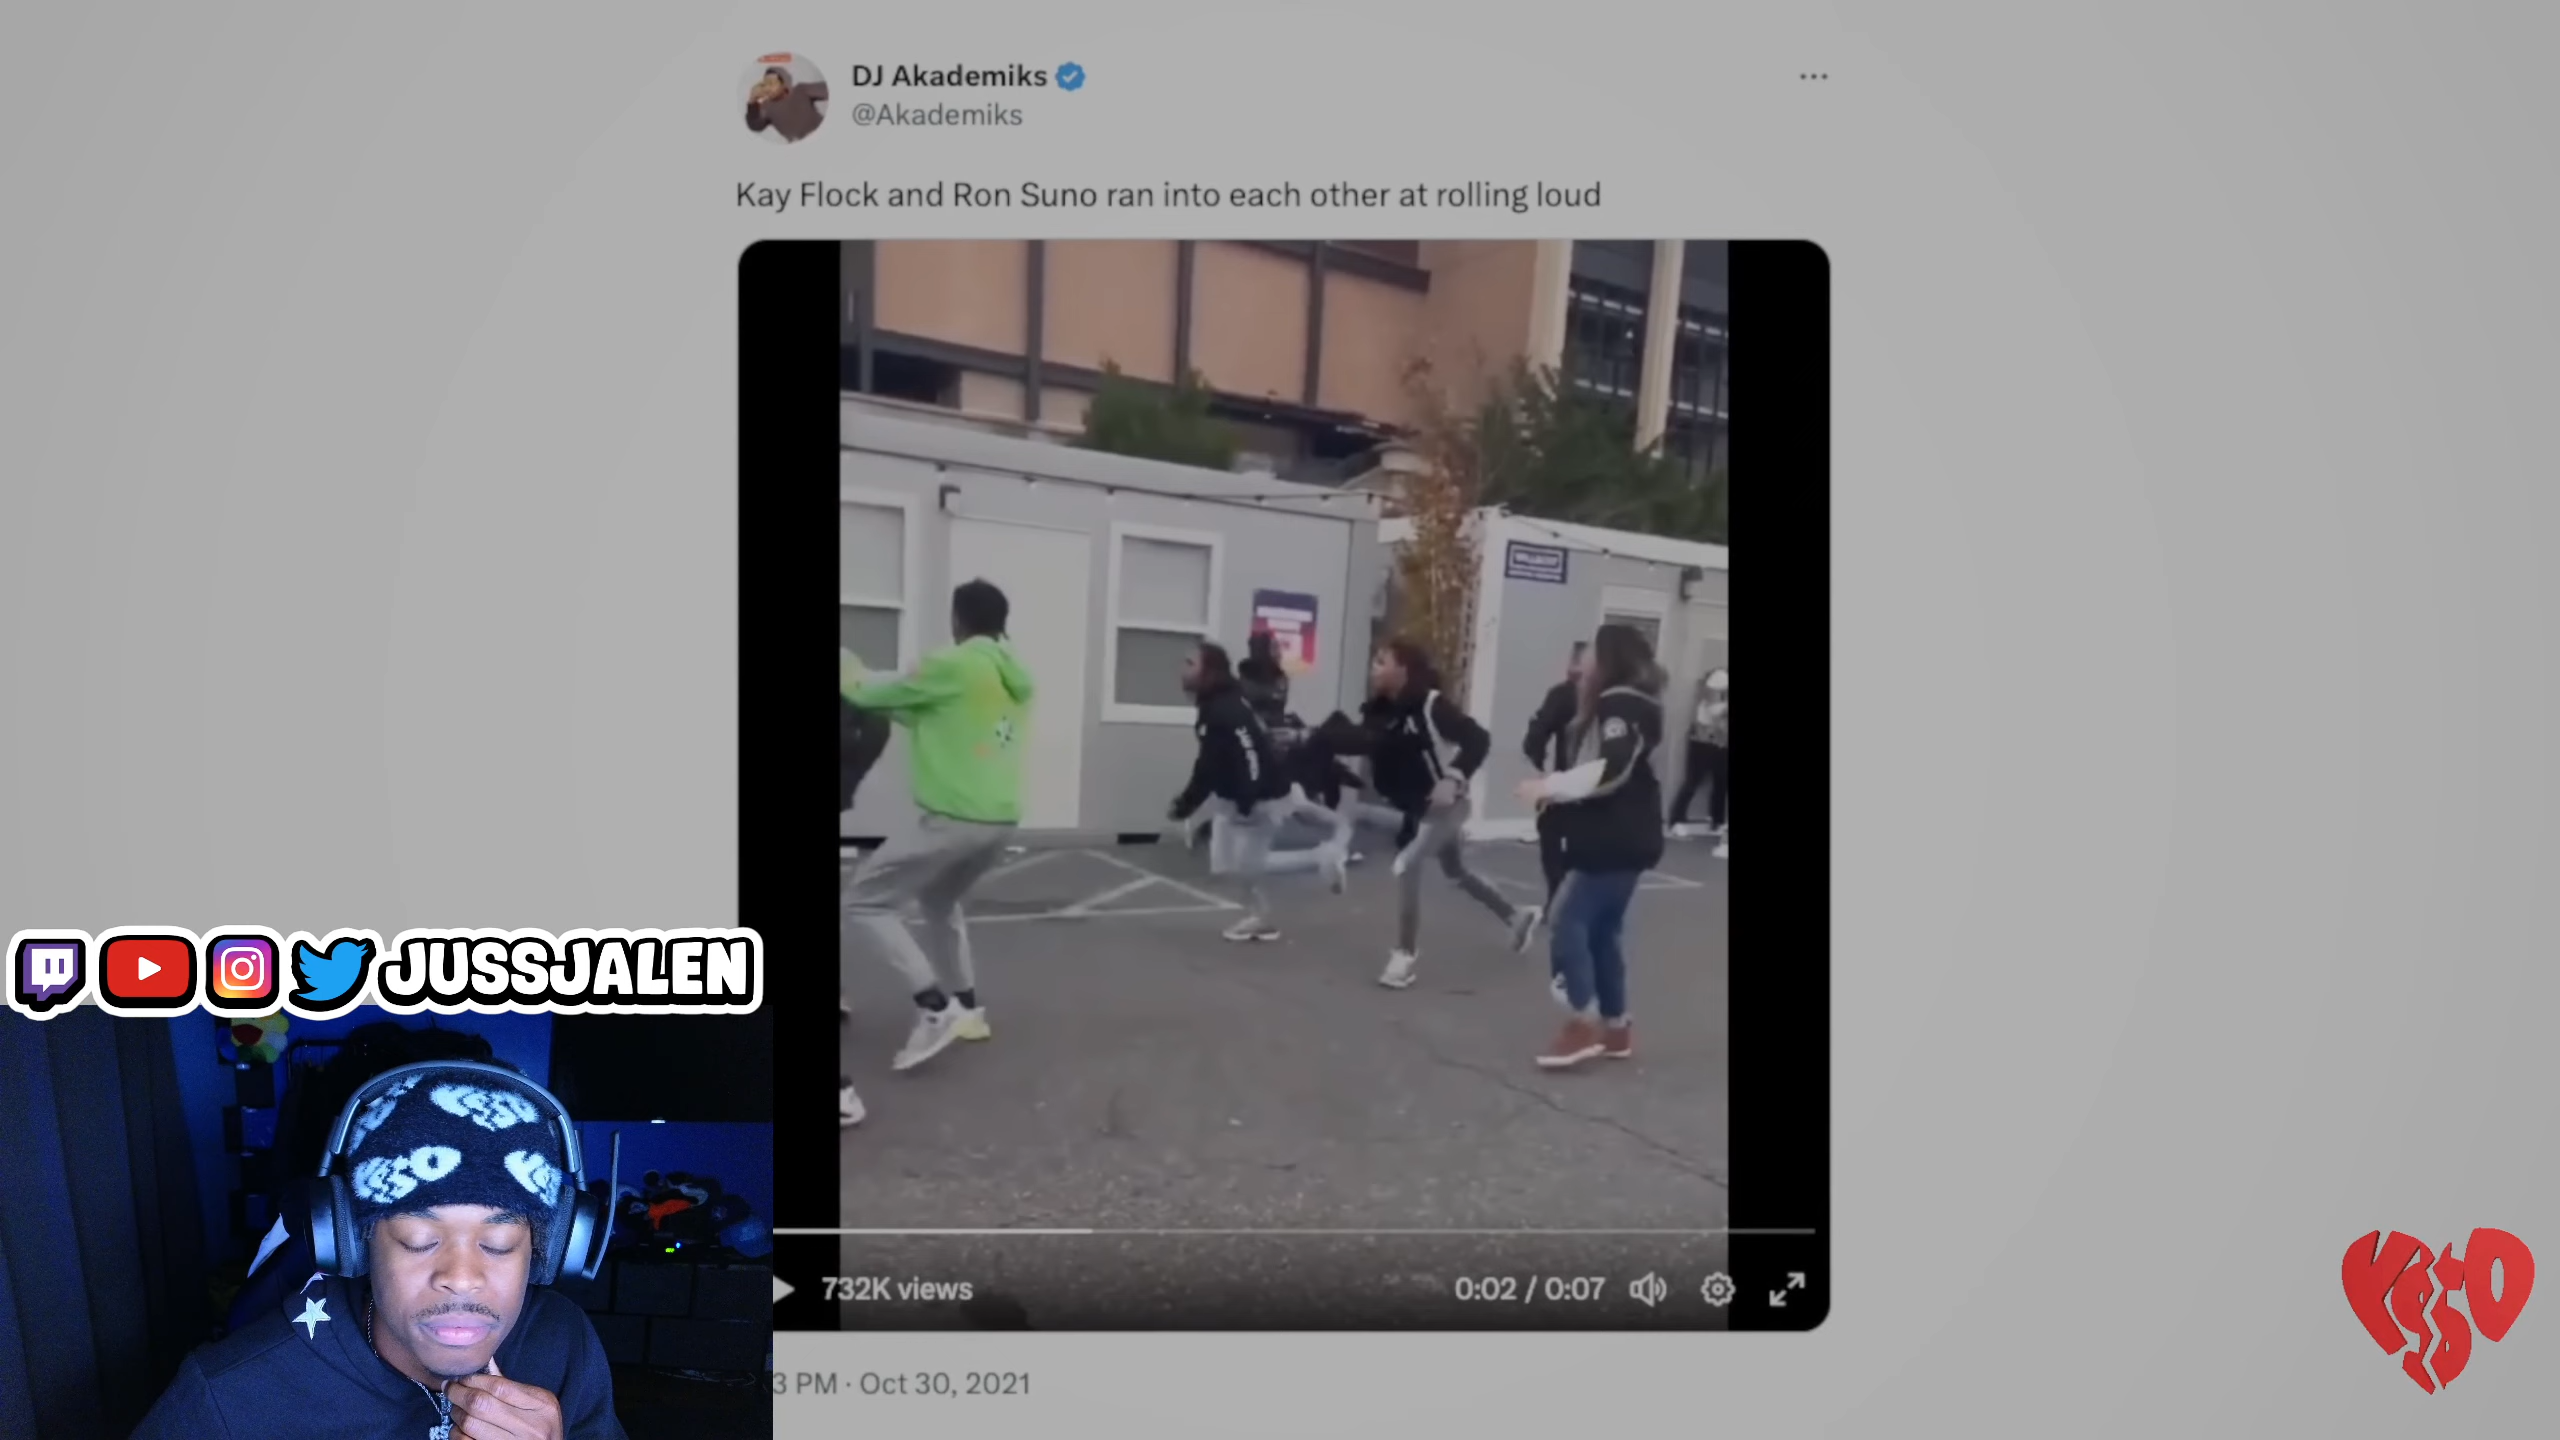 DJ Akademiks
@Akademiks
Kay Flock and Ron Suno ran into each other at rolling loud
732K views
0:02 / 0:07
JUSSJALEN
3 PM · Oct 30, 2021
K$$O